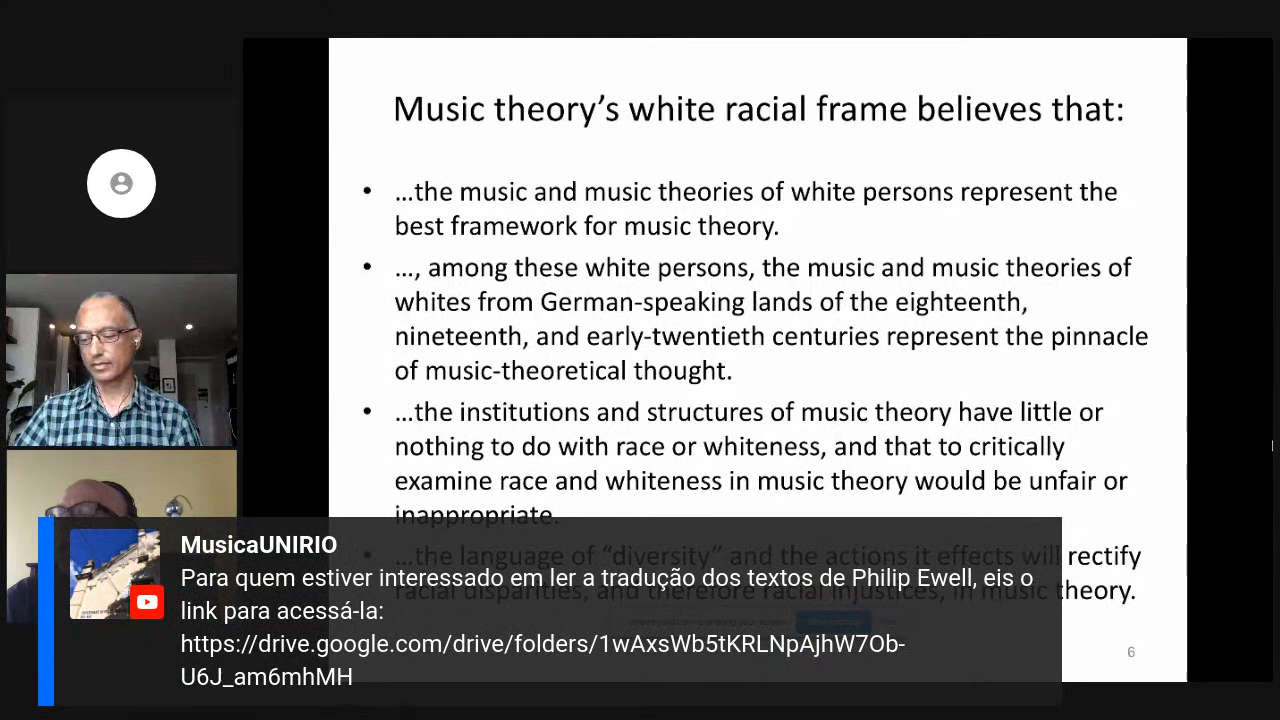 Music theory’s white racial frame believes that:
• …the music and music theories of white persons represent the
best framework for music theory.
• …, among these white persons, the music and music theories of
whites from German-speaking lands of the eighteenth,
nineteenth, and early-twentieth centuries represent the pinnacle
of music-theoretical thought.
• …the institutions and structures of music theory have little or
nothing to do with race or whiteness, and that to critically
examine race and whiteness in music theory would be unfair or
inappropriate.
• …the language of “diversity” and the actions it effects will rectify
racial disparities, and therefore racial injustices, in music theory.
6
MusicaUNIRIO
Para quem estiver interessado em ler a tradução dos textos de Philip Ewell, eis o
link para acessá-la:
https://drive.google.com/drive/folders/1wAxsWb5tKRLNpAjhW7Ob-
U6J_am6mhMH